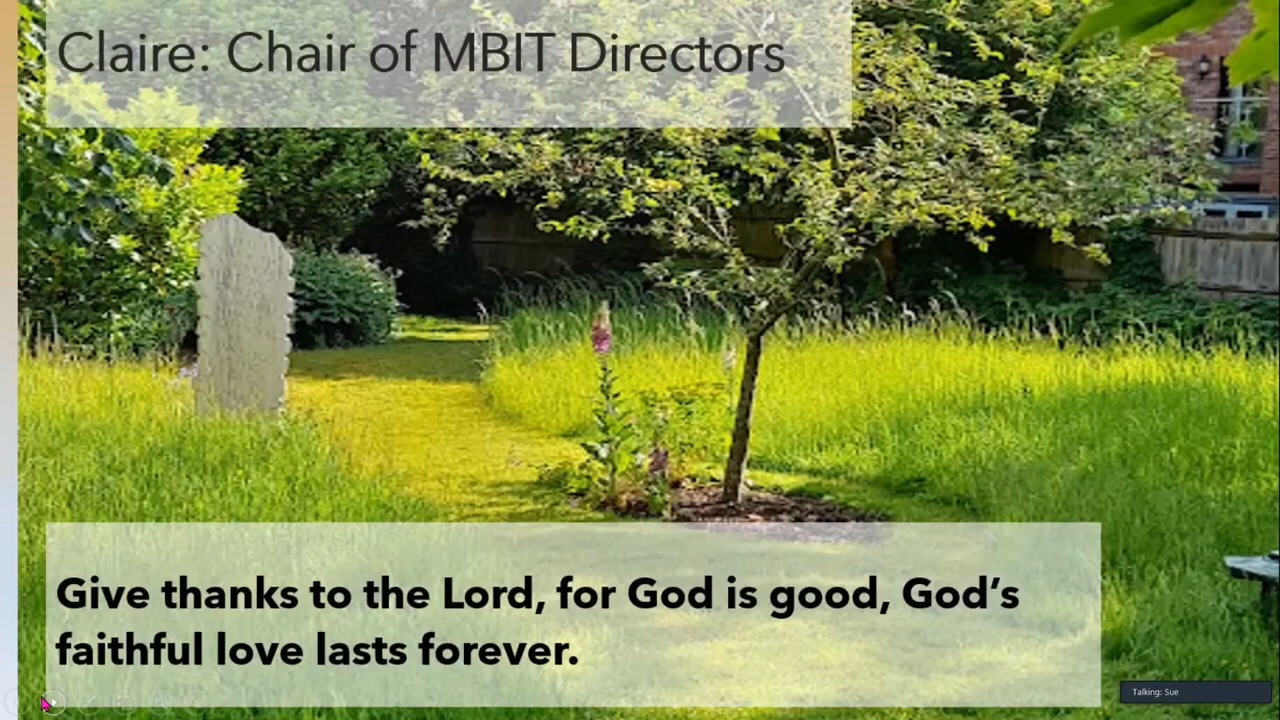 Claire: Chair of MBIT Directors
Give thanks to the Lord, for God is good, God’s
faithful love lasts forever.
Talking: Sue